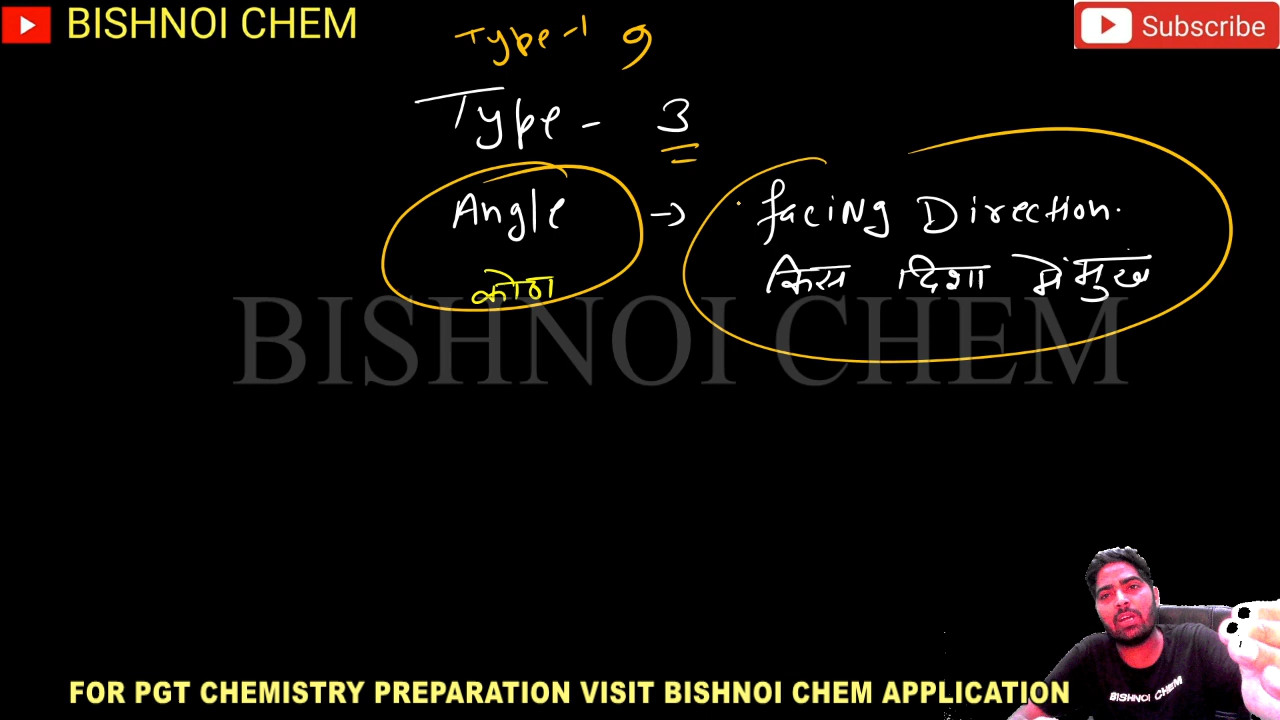 BISHNOI CHEM
Subscribe
Type-1 9
Type - 3
Angle → facing Direction.
कोण किस दिशा में मुख
BISHNOI CHEM
BISHNOI CHEM
FOR PGT CHEMISTRY PREPARATION VISIT BISHNOI CHEM APPLICATION